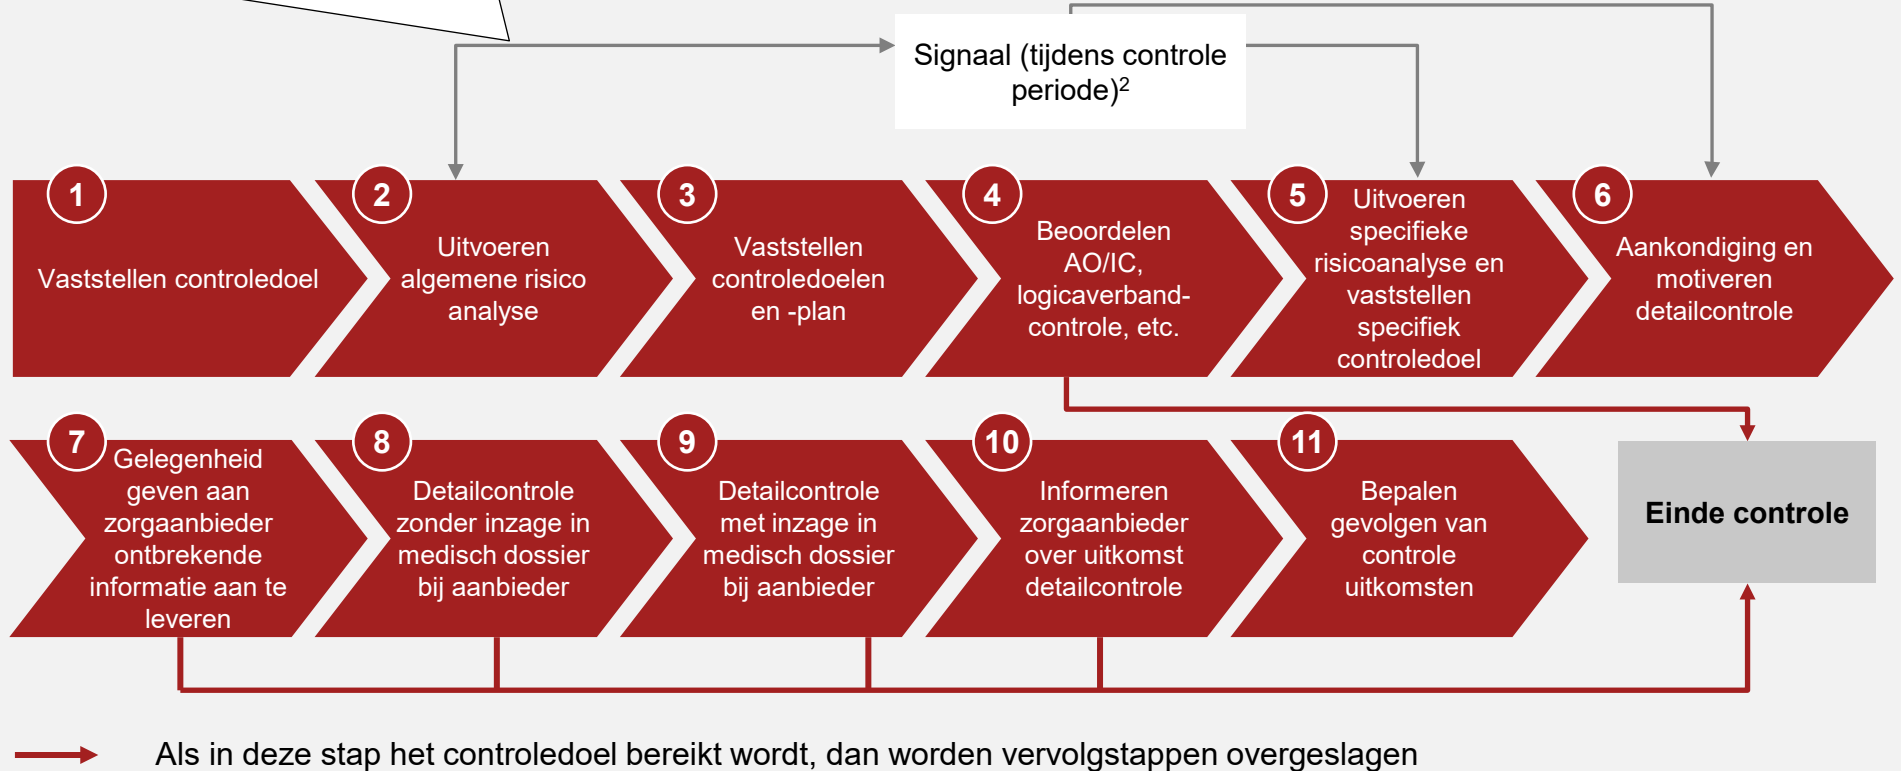 Signaal (tijdens controle
periode)²
1
Vaststellen controledoel
2
Uitvoeren
algemene risico
analyse
3
Vaststellen
controledoelen
en -plan
4
Beoordelen
AO/IC,
logicaverband-
controle, etc.
5
Uitvoeren
specifieke
risicoanalyse en
vaststellen
specifiek
controledoel
6
Aankondiging en
motiveren
detailcontrole
7
Gelegenheid
geven aan
zorgaanbieder
ontbrekende
informatie aan te
leveren
8
Detailcontrole
zonder inzage in
medisch dossier
bij aanbieder
9
Detailcontrole
met inzage in
medisch dossier
bij aanbieder
10
Informeren
zorgaanbieder
over uitkomst
detailcontrole
11
Bepalen
gevolgen van
controle
uitkomsten
Einde controle
Als in deze stap het controledoel bereikt wordt, dan worden vervolgstappen overgeslagen